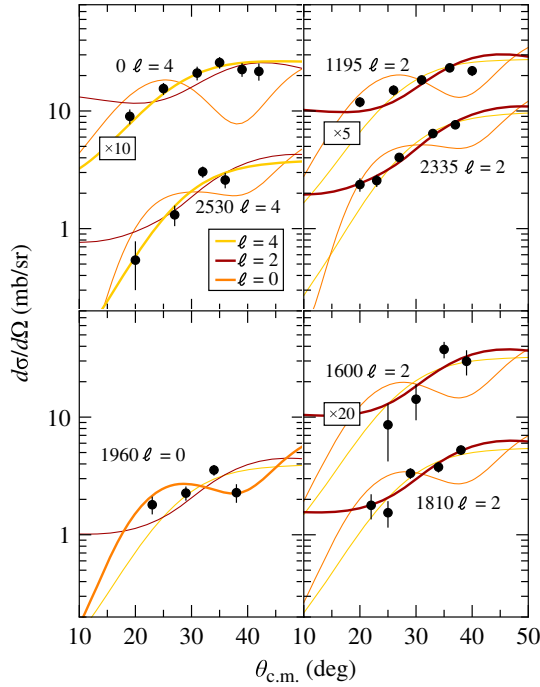 0 ℓ = 4
10
×10
2530 ℓ = 4
1
ℓ = 4
ℓ = 2
ℓ = 0
1195 ℓ = 2
×5
2335 ℓ = 2
dσ/dΩ (mb/sr)
10
1960 ℓ = 0
1
1600 ℓ = 2
×20
1810 ℓ = 2
10 20 30 40 10 20 30 40 50
θc.m. (deg) θc.m. (deg)